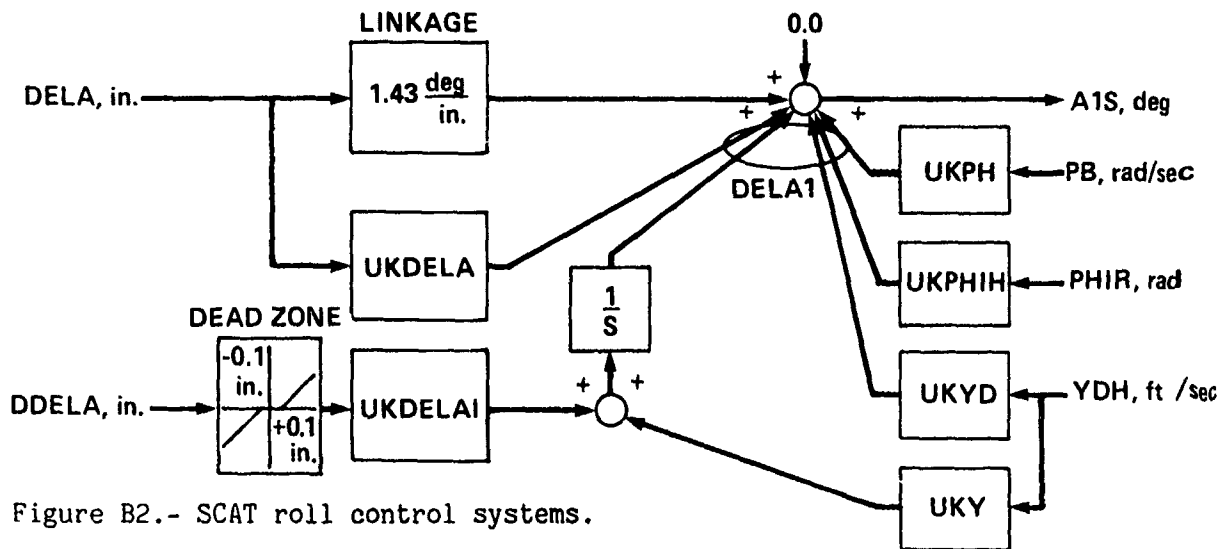 LINKAGE
0.0
DELA, in.
1.43 deg/in.
+
+
+
A1S, deg
DELA1
UKPH
PB, rad/sec
UKDELA
UKPHIH
PHIR, rad
1/S
DEAD ZONE
-0.1 in.
+0.1 in.
DDELA, in.
UKDELAI
+
+
UKYD
YDH, ft /sec
UKY
Figure B2.- SCAT roll control systems.